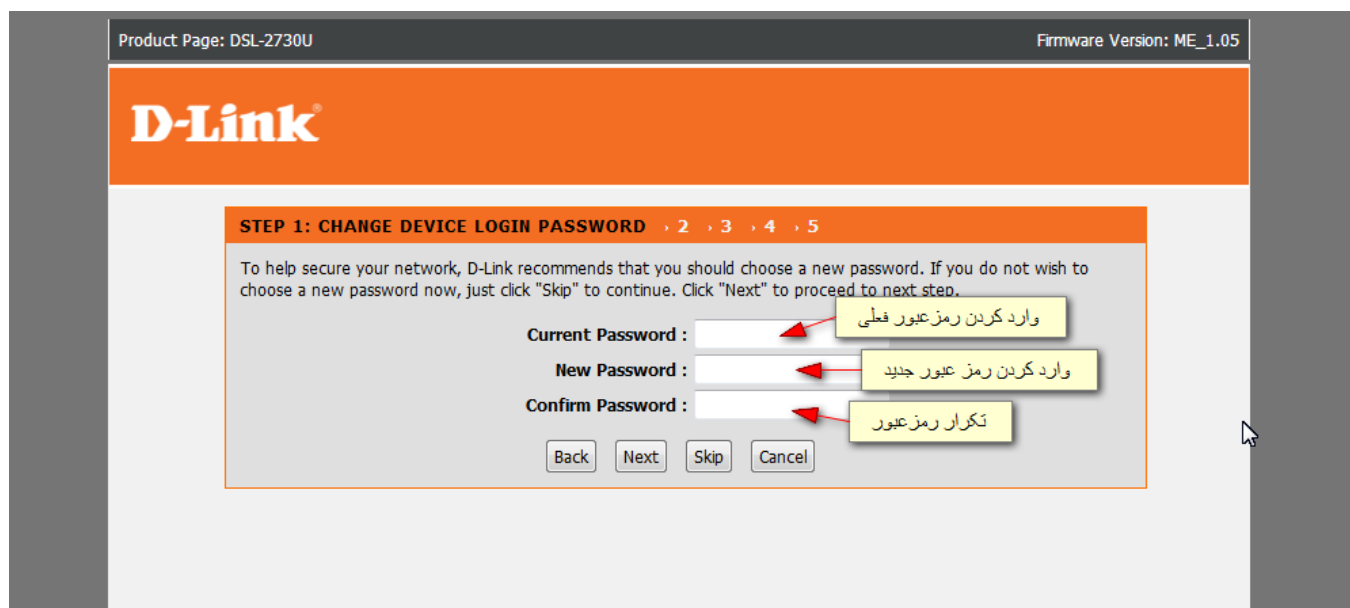 Product Page: DSL-2730U Firmware Version: ME_1.05
D-Link®
STEP 1: CHANGE DEVICE LOGIN PASSWORD › 2 › 3 › 4 › 5
To help secure your network, D-Link recommends that you should choose a new password. If you do not wish to
choose a new password now, just click "Skip" to continue. Click "Next" to proceed to next step.
Current Password :
وارد کردن رمزعبور فعلی
New Password :
وارد کردن رمز عبور جدید
Confirm Password :
تکرار رمزعبور
Back Next Skip Cancel